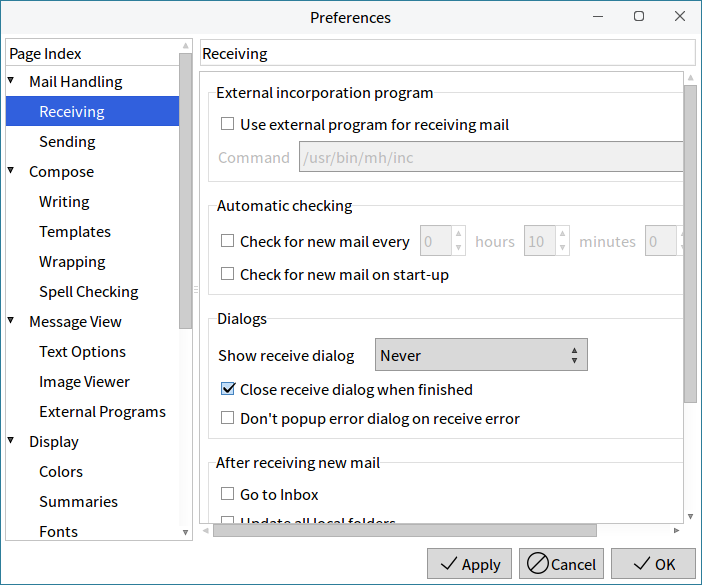 Preferences
Page Index
Mail Handling
Receiving
Sending
Compose
Writing
Templates
Wrapping
Spell Checking
Message View
Text Options
Image Viewer
External Programs
Display
Colors
Summaries
Fonts
Receiving
External incorporation program
Use external program for receiving mail
Command /usr/bin/mh/inc
Automatic checking
Check for new mail every 0 hours 10 minutes 0
Check for new mail on start-up
Dialogs
Show receive dialog Never
Close receive dialog when finished
Don't popup error dialog on receive error
After receiving new mail
Go to Inbox
Update all local folders
Apply Cancel OK